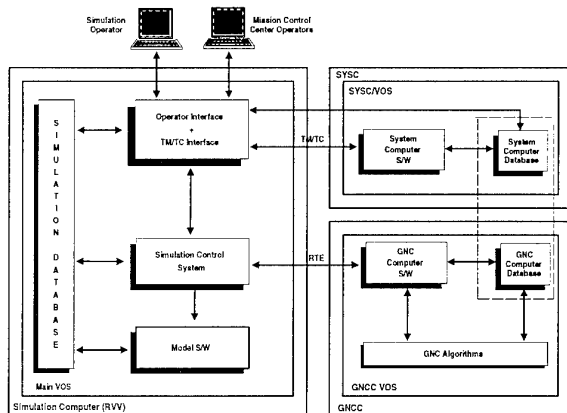 Simulation
Operator
Mission Control
Center Operators
SIMULATION DATABASE
Operator Interface
+
TM/TC Interface
Simulation Control
System
Model S/W
Main VOS
Simulation Computer (RVV)
TM/TC
RTE
SYSC
SYSC/VOS
System
Computer
S/W
System
Computer
Database
GNC
Computer
S/W
GNC
Computer
Database
GNC Algorithms
GNCC VOS
GNCC